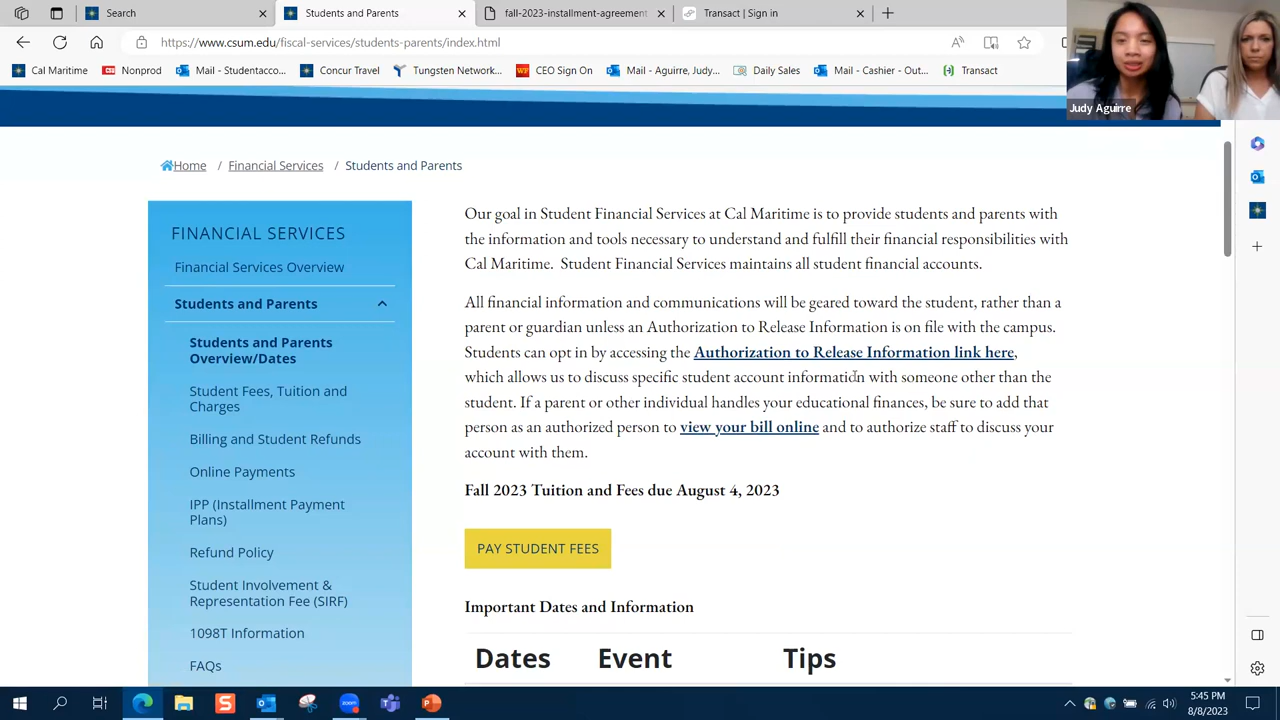 Search
Students and Parents
fall-2023-installment-agreement
Transact | Sign in
https://www.csum.edu/fiscal-services/students-parents/index.html
Cal Maritime
Nonprod
Mail - Studentacco...
Concur Travel
Tungsten Network...
CEO Sign On
Mail - Aguirre, Judy...
Daily Sales
Mail - Cashier - Out...
Transact
Judy Aguirre
Home / Financial Services / Students and Parents
FINANCIAL SERVICES
Financial Services Overview
Students and Parents
Students and Parents
Overview/Dates
Student Fees, Tuition and
Charges
Billing and Student Refunds
Online Payments
IPP (Installment Payment
Plans)
Refund Policy
Student Involvement &
Representation Fee (SIRF)
1098T Information
FAQs
Our goal in Student Financial Services at Cal Maritime is to provide students and parents with
the information and tools necessary to understand and fulfill their financial responsibilities with
Cal Maritime. Student Financial Services maintains all student financial accounts.
All financial information and communications will be geared toward the student, rather than a
parent or guardian unless an Authorization to Release Information is on file with the campus.
Students can opt in by accessing the Authorization to Release Information link here,
which allows us to discuss specific student account information with someone other than the
student. If a parent or other individual handles your educational finances, be sure to add that
person as an authorized person to view your bill online and to authorize staff to discuss your
account with them.
Fall 2023 Tuition and Fees due August 4, 2023
PAY STUDENT FEES
Important Dates and Information
Dates Event Tips
5:45 PM
8/8/2023